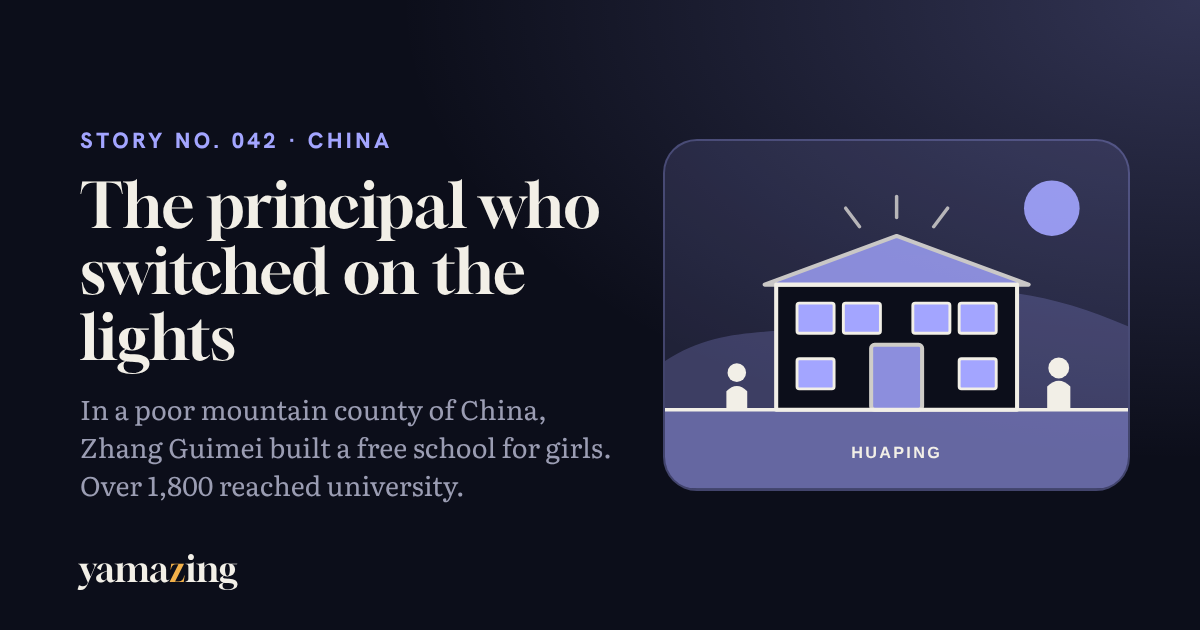 STORY NO. 042 · CHINA
The principal who
switched on the
lights
In a poor mountain county of China,
Zhang Guimei built a free school for girls.
Over 1,800 reached university.
HUAPING
yamazing